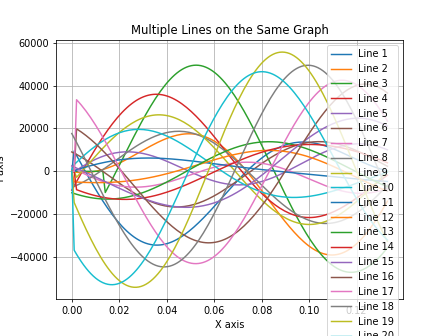 Multiple Lines on the Same Graph
60000
40000
20000
0
−20000
−40000
0.00 0.02 0.04 0.06 0.08 0.10
X axis
Line 1
Line 2
Line 3
Line 4
Line 5
Line 6
Line 7
Line 8
Line 9
Line 10
Line 11
Line 12
Line 13
Line 14
Line 15
Line 16
Line 17
Line 18
Line 19
Line 20